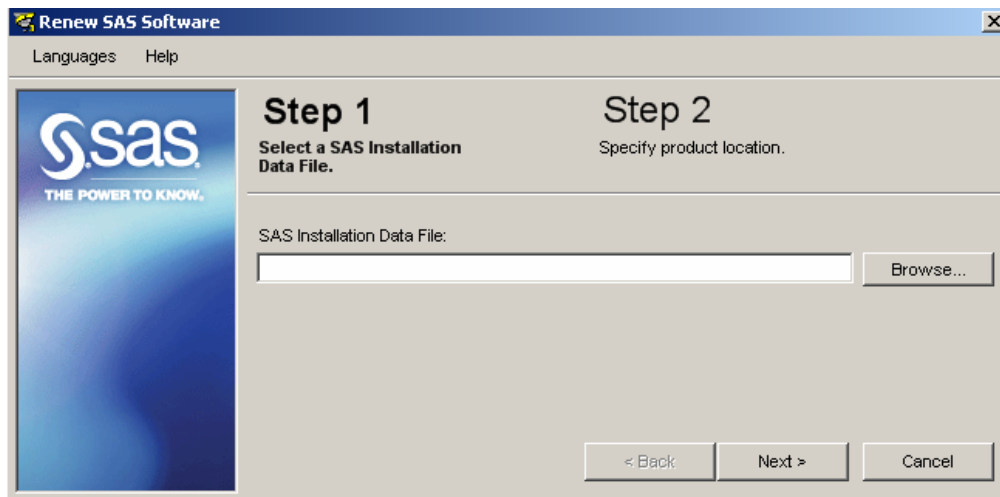 Renew SAS Software
Languages Help
sas
THE POWER TO KNOW.
Step 1
Select a SAS Installation
Data File.
Step 2
Specify product location.
SAS Installation Data File:
Browse...
< Back
Next >
Cancel